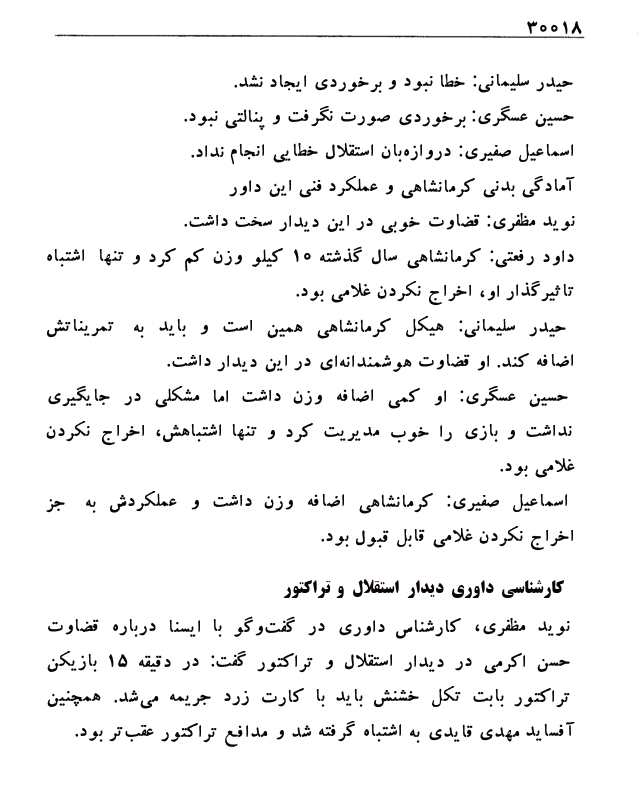 ۳۰۰۱۸
حیدر سلیمانی: خطا نبود و برخوردی ایجاد نشد.
حسین عسگری: برخوردی صورت نگرفت و پنالتی نبود.
اسماعیل صفیری: دروازه‌بان استقلال خطایی انجام نداد.
آمادگی بدنی کرمانشاهی و عملکرد فنی این داور
نوید مظفری: قضاوت خوبی در این دیدار سخت داشت.
داود رفعتی: کرمانشاهی سال گذشته ۱۰ کیلو وزن کم کرد و تنها اشتباه
تاثیرگذار او، اخراج نکردن غلامی بود.
حیدر سلیمانی: هیکل کرمانشاهی همین است و باید به تمریناتش
اضافه کند. او قضاوت هوشمندانه‌ای در این دیدار داشت.
حسین عسگری: او کمی اضافه وزن داشت اما مشکلی در جایگیری
نداشت و بازی را خوب مدیریت کرد و تنها اشتباهش، اخراج نکردن
غلامی بود.
اسماعیل صفیری: کرمانشاهی اضافه وزن داشت و عملکردش به جز
اخراج نکردن غلامی قابل قبول بود.
کارشناسی داوری دیدار استقلال و تراکتور
نوید مظفری، کارشناس داوری در گفت‌وگو با ایسنا درباره قضاوت
حسن اکرمی در دیدار استقلال و تراکتور گفت: در دقیقه ۱۵ بازیکن
تراکتور بابت تکل خشنش باید با کارت زرد جریمه می‌شد. همچنین
آفساید مهدی قایدی به اشتباه گرفته شد و مدافع تراکتور عقب‌تر بود.